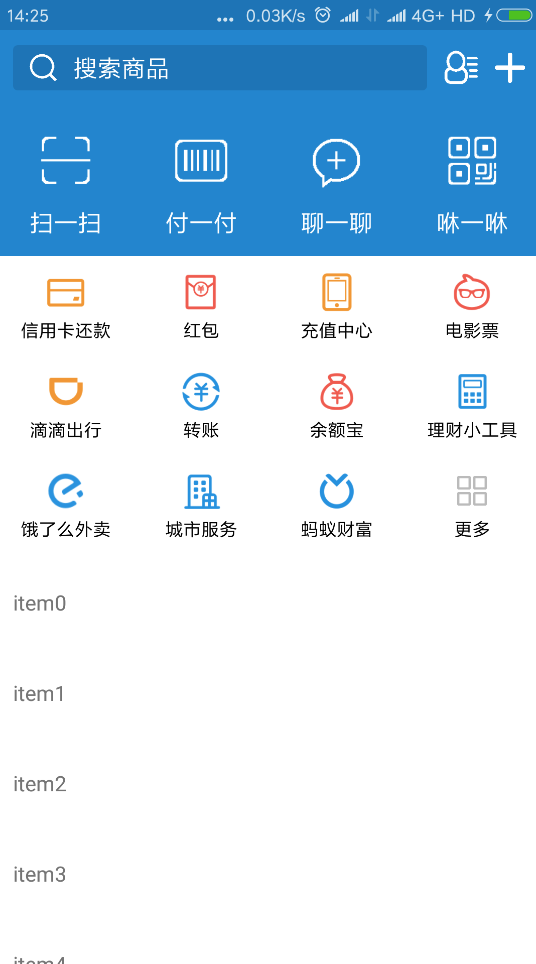 14:25 ... 0.03K/s 4G+ HD
搜索商品
扫一扫 付一付 聊一聊 咻一咻
信用卡还款 红包 充值中心 电影票
滴滴出行 转账 余额宝 理财小工具
饿了么外卖 城市服务 蚂蚁财富 更多
item0
item1
item2
item3
item4